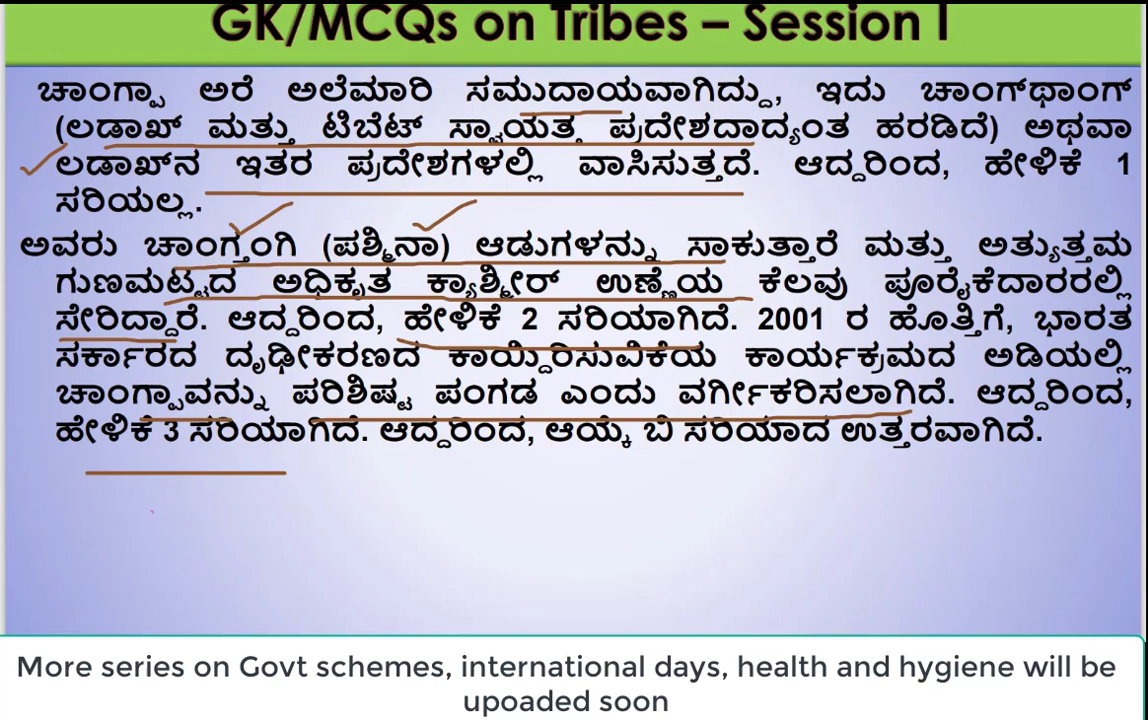 GK/MCQs on Tribes – Session I
ಚಾಂಗ್ಪಾ ಅರೆ ಅಲೆಮಾರಿ ಸಮುದಾಯವಾಗಿದ್ದು, ಇದು ಚಾಂಗ್‌ಥಾಂಗ್
(ಲಡಾಖ್ ಮತ್ತು ಟಿಬೆಟ್ ಸ್ವಾಯತ್ತ ಪ್ರದೇಶದಾದ್ಯಂತ ಹರಡಿದೆ) ಅಥವಾ
ಲಡಾಖ್‌ನ ಇತರ ಪ್ರದೇಶಗಳಲ್ಲಿ ವಾಸಿಸುತ್ತದೆ. ಆದ್ದರಿಂದ, ಹೇಳಿಕೆ 1
ಸರಿಯಲ್ಲ.
ಅವರು ಚಾಂಗ್ತಂಗಿ (ಪಶ್ಮಿನಾ) ಆಡುಗಳನ್ನು ಸಾಕುತ್ತಾರೆ ಮತ್ತು ಅತ್ಯುತ್ತಮ
ಗುಣಮಟ್ಟದ ಅಧಿಕೃತ ಕ್ಯಾಶ್ಮೀರ್ ಉಣ್ಣೆಯ ಕೆಲವು ಪೂರೈಕೆದಾರರಲ್ಲಿ
ಸೇರಿದ್ದಾರೆ. ಆದ್ದರಿಂದ, ಹೇಳಿಕೆ 2 ಸರಿಯಾಗಿದೆ. 2001 ರ ಹೊತ್ತಿಗೆ, ಭಾರತ
ಸರ್ಕಾರದ ದೃಢೀಕರಣದ ಕಾಯ್ದಿರಿಸುವಿಕೆಯ ಕಾರ್ಯಕ್ರಮದ ಅಡಿಯಲ್ಲಿ
ಚಾಂಗ್ಪಾವನ್ನು ಪರಿಶಿಷ್ಟ ಪಂಗಡ ಎಂದು ವರ್ಗೀಕರಿಸಲಾಗಿದೆ. ಆದ್ದರಿಂದ,
ಹೇಳಿಕೆ 3 ಸರಿಯಾಗಿದೆ. ಆದ್ದರಿಂದ, ಆಯ್ಕೆ ಬಿ ಸರಿಯಾದ ಉತ್ತರವಾಗಿದೆ.
More series on Govt schemes, international days, health and hygiene will be
upoaded soon